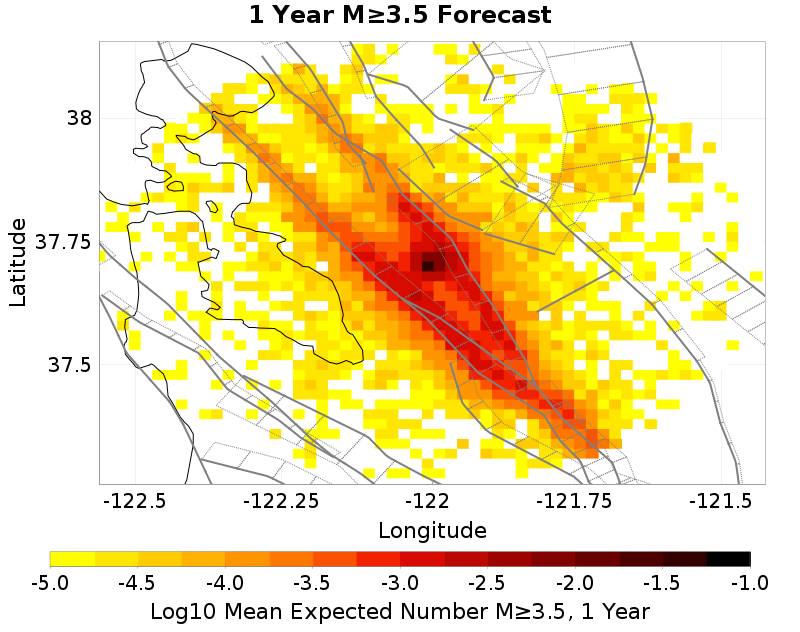 1 Year M≥3.5 Forecast
Latitude
38
37.75
37.5
-122.5 -122.25 -122 -121.75 -121.5
Longitude
-5.0 -4.5 -4.0 -3.5 -3.0 -2.5 -2.0 -1.5 -1.0
Log10 Mean Expected Number M≥3.5, 1 Year